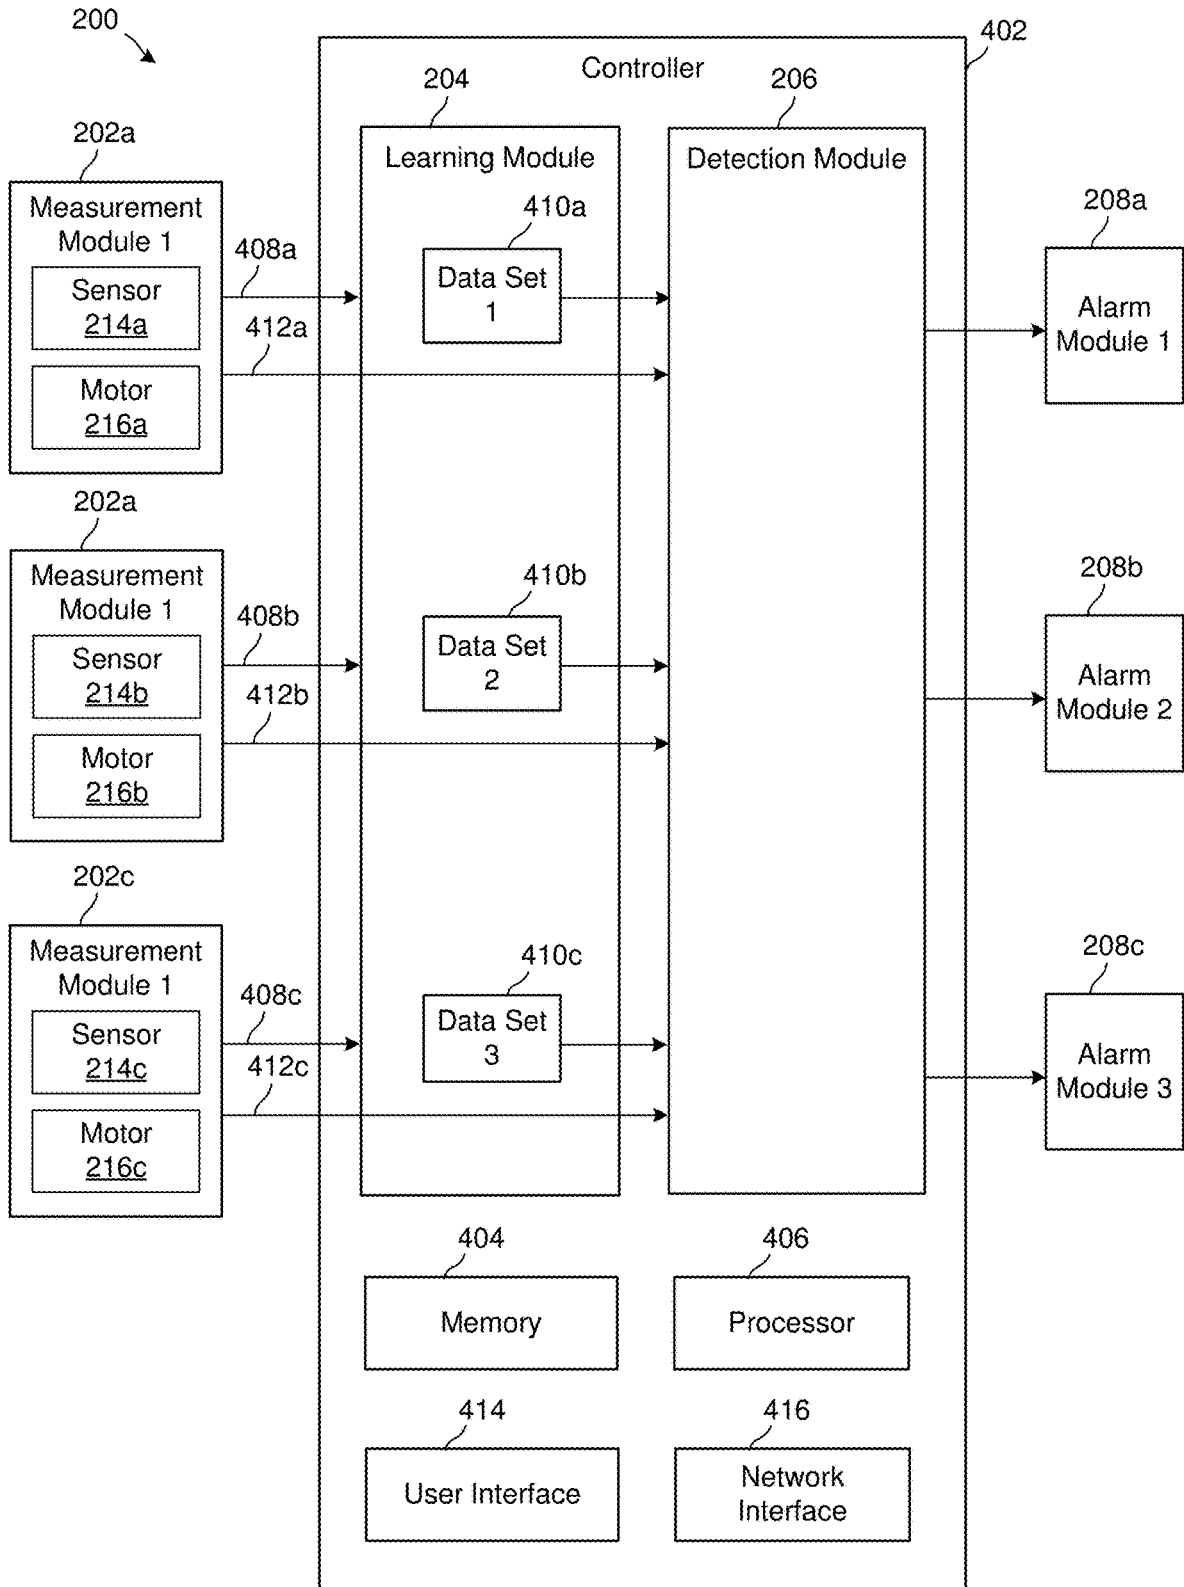 200
402
Controller
204
206
202a
Learning Module
Detection Module
Measurement
Module 1
410a
208a
408a
Sensor
214a
Data Set
1
Alarm
Module 1
412a
Motor
216a
202a
Measurement
Module 1
410b
208b
408b
Sensor
214b
Data Set
2
Alarm
Module 2
412b
Motor
216b
202c
Measurement
Module 1
410c
208c
408c
Sensor
214c
Data Set
3
Alarm
Module 3
412c
Motor
216c
404
406
Memory
Processor
414
416
User Interface
Network
Interface